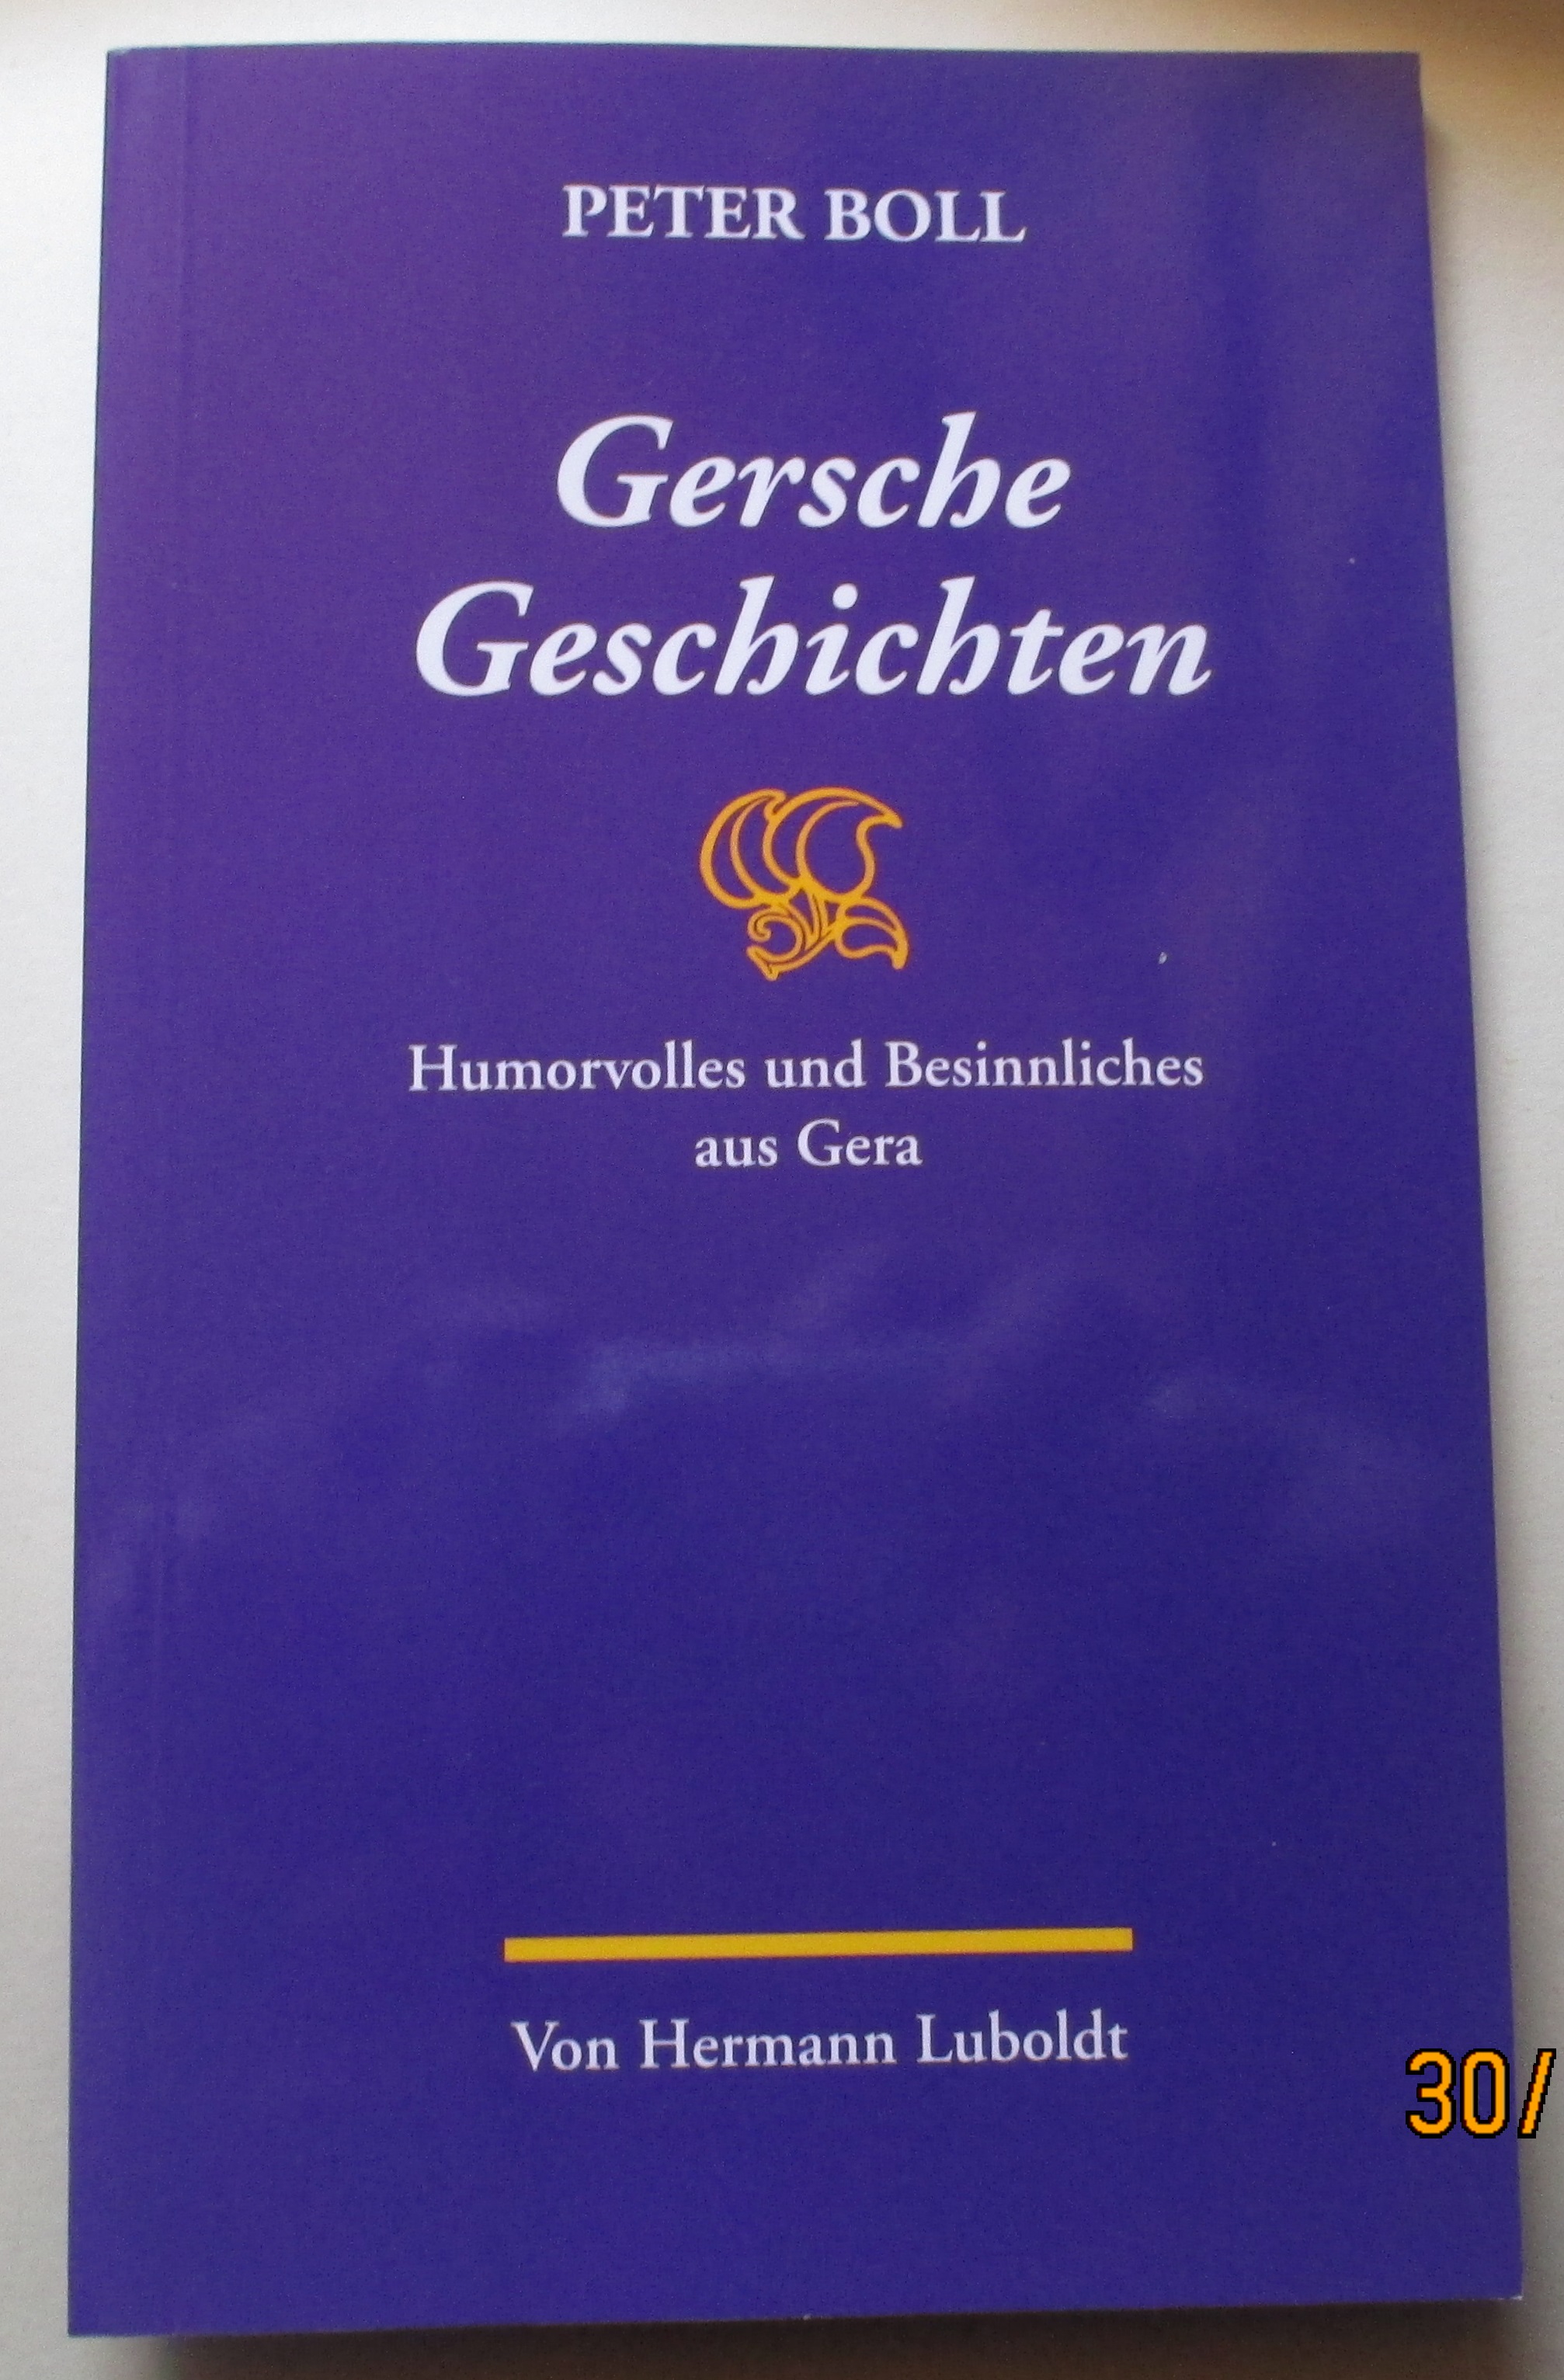 PETER BOLL
Gersche
Geschichten
Humorvolles und Besinnliches
aus Gera
Von Hermann Luboldt
30/